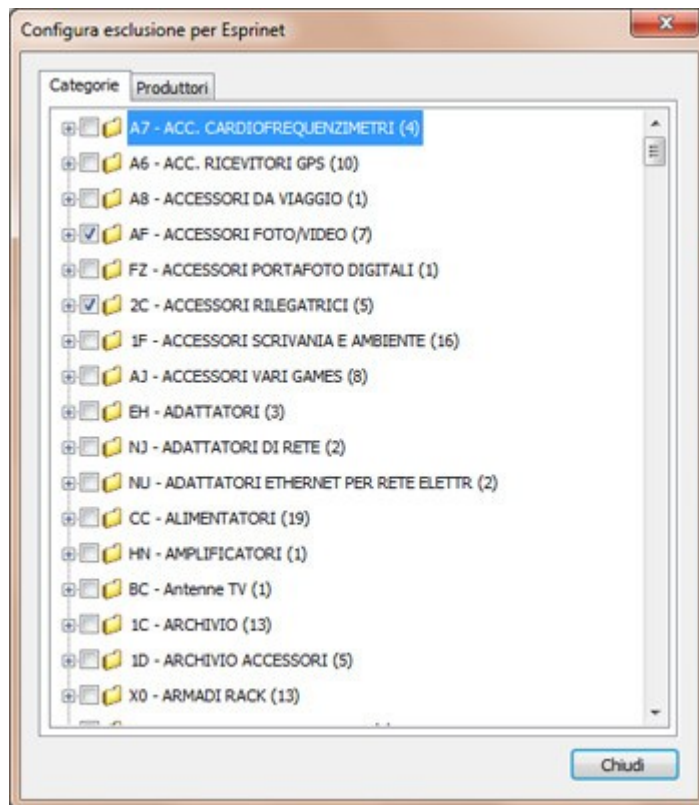 Configura esclusione per Esprinet
Categorie Produttori
A7 - ACC. CARDIOFREQUENZIMETRI (4)
A6 - ACC. RICEVITORI GPS (10)
A8 - ACCESSORI DA VIAGGIO (1)
AF - ACCESSORI FOTO/VIDEO (7)
FZ - ACCESSORI PORTAFOTO DIGITALI (1)
2C - ACCESSORI RILEGATRICI (5)
1F - ACCESSORI SCRIVANIA E AMBIENTE (16)
AJ - ACCESSORI VARI GAMES (8)
EH - ADATTATORI (3)
NJ - ADATTATORI DI RETE (2)
NU - ADATTATORI ETHERNET PER RETE ELETTR (2)
CC - ALIMENTATORI (19)
HN - AMPLIFICATORI (1)
BC - Antenne TV (1)
1C - ARCHIVIO (13)
1D - ARCHIVIO ACCESSORI (5)
X0 - ARMADI RACK (13)
Chiudi